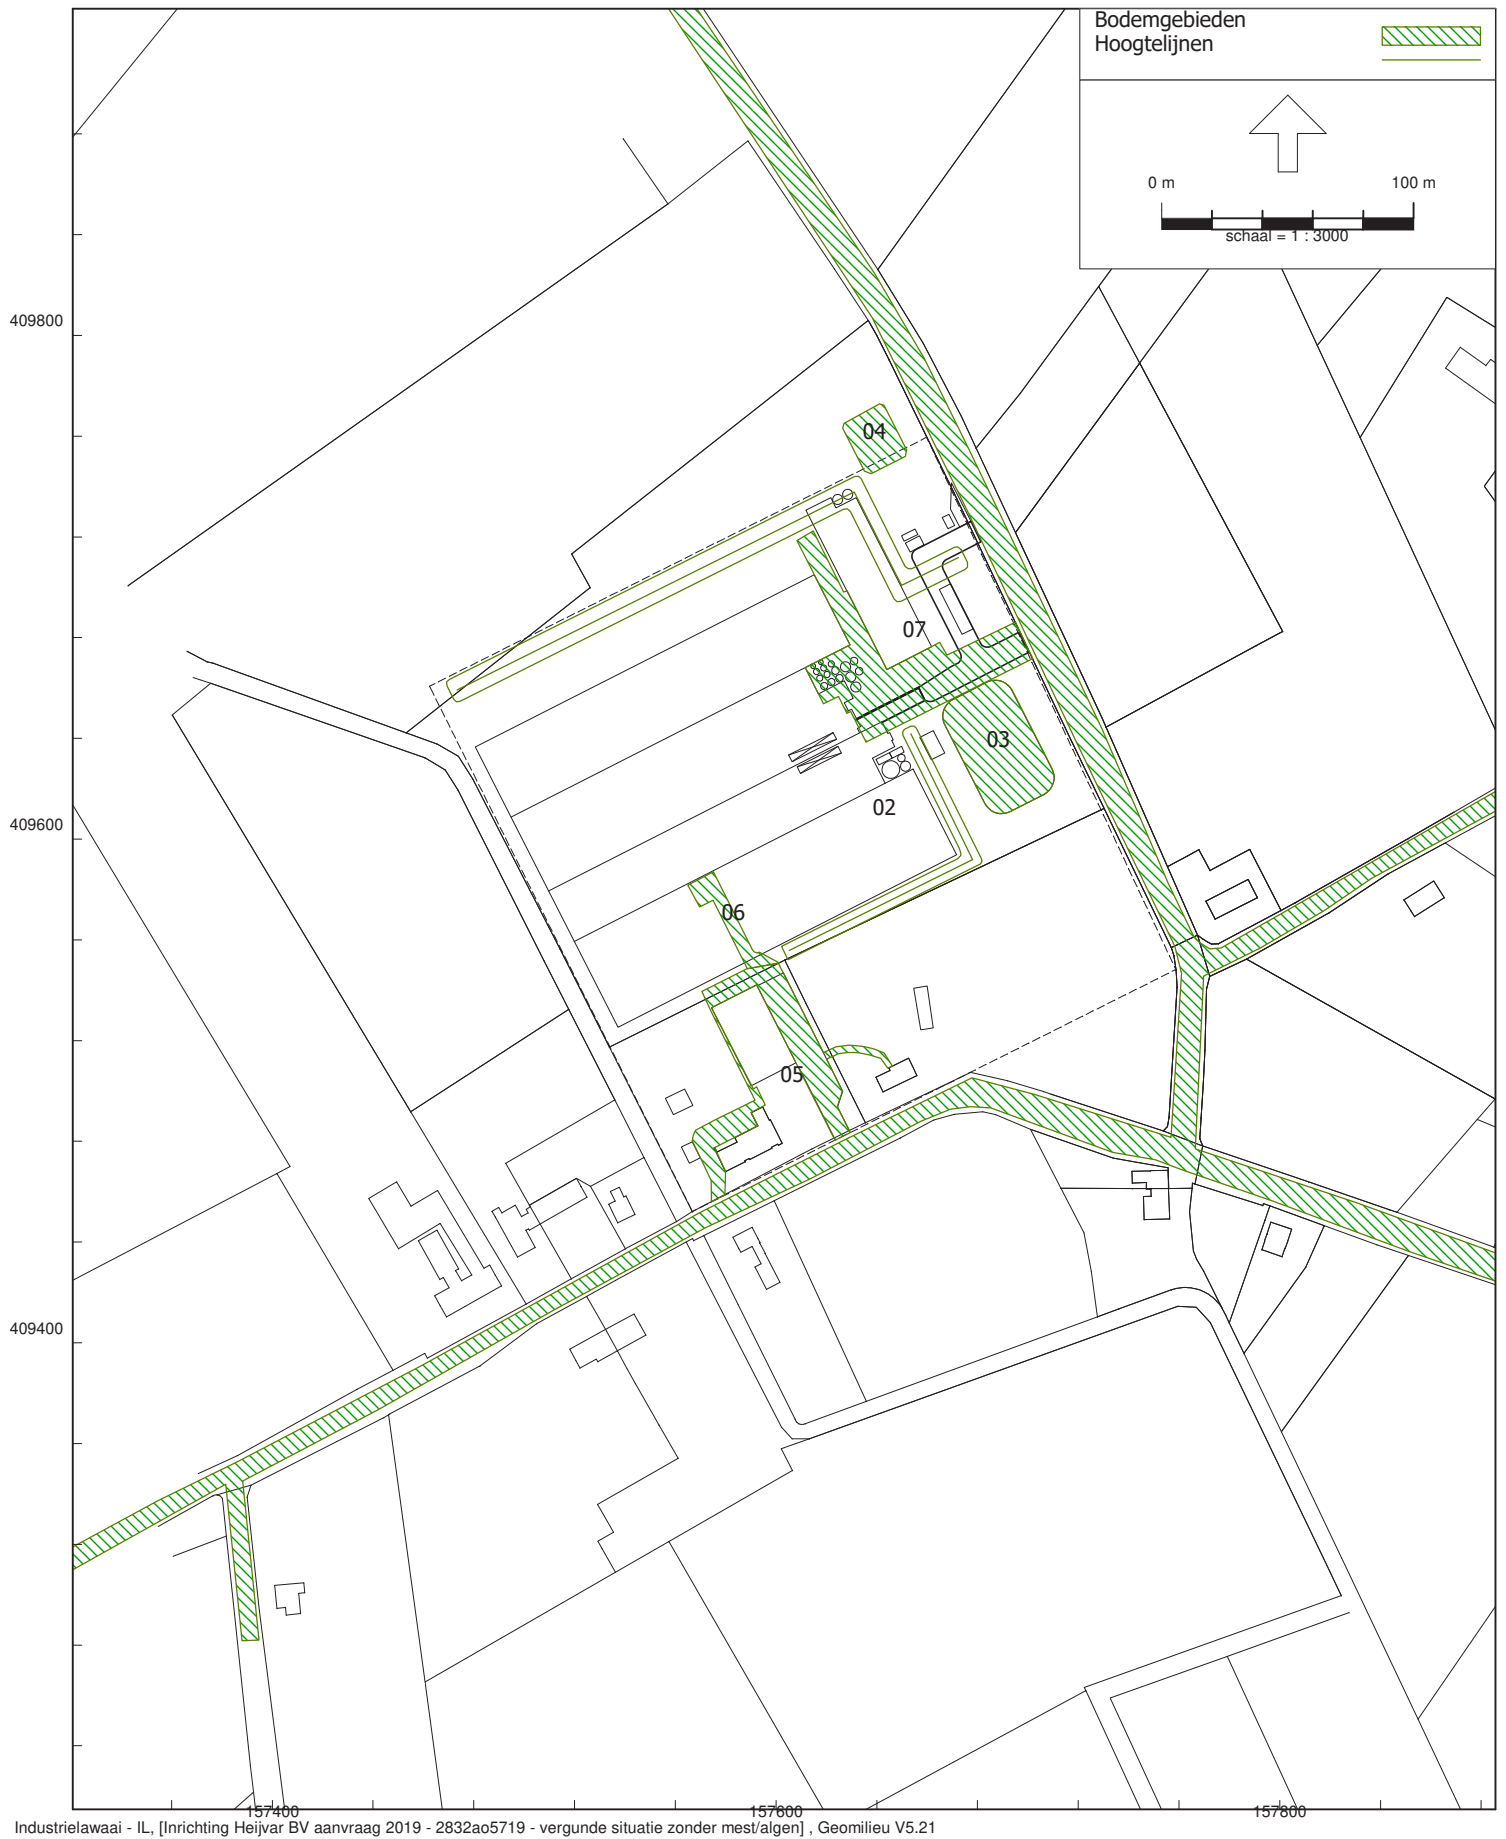 Bodemgebieden
Hoogtelijnen
0 m 100 m
schaal = 1 : 3000
409800
04
07
03
409600
02
06
05
409400
157400 157600 157800
Industrielawaai - IL, [Inrichting Heijvar BV aanvraag 2019 - 2832ao5719 - vergunde situatie zonder mest/algen] , Geomilieu V5.21